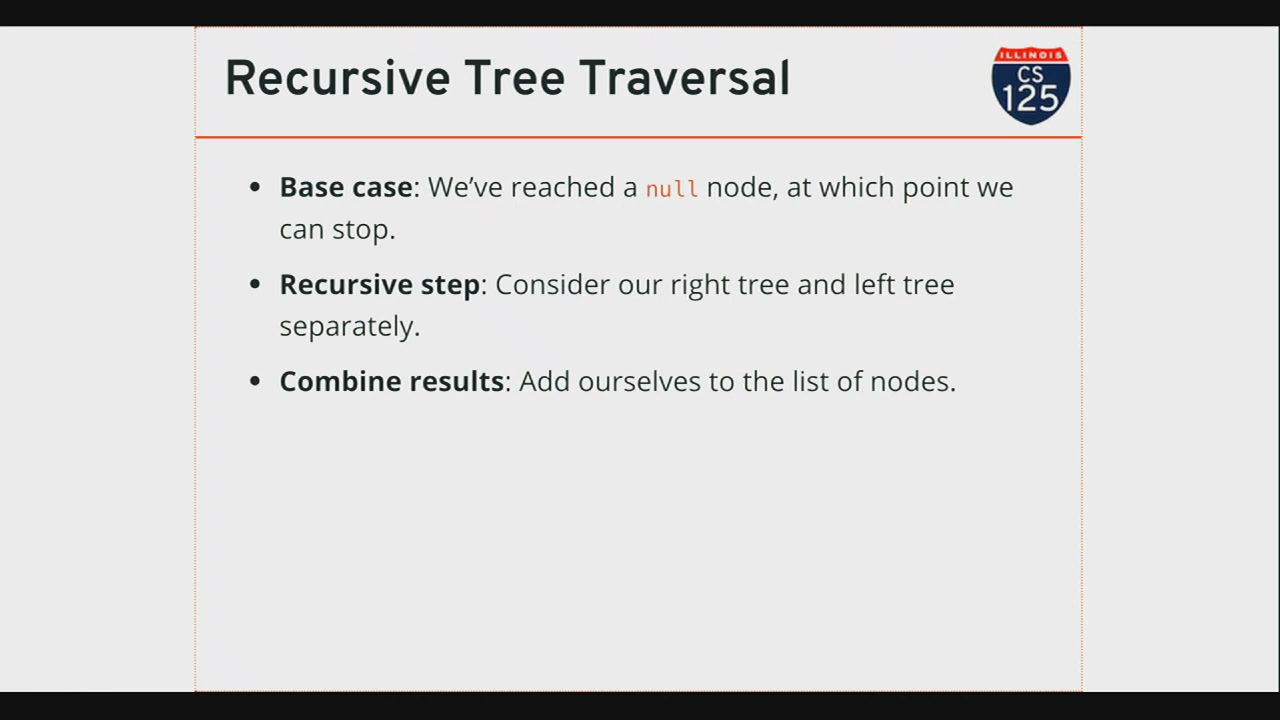 Recursive Tree Traversal
ILLINOIS
CS
125
• Base case: We’ve reached a null node, at which point we
can stop.
• Recursive step: Consider our right tree and left tree
separately.
• Combine results: Add ourselves to the list of nodes.